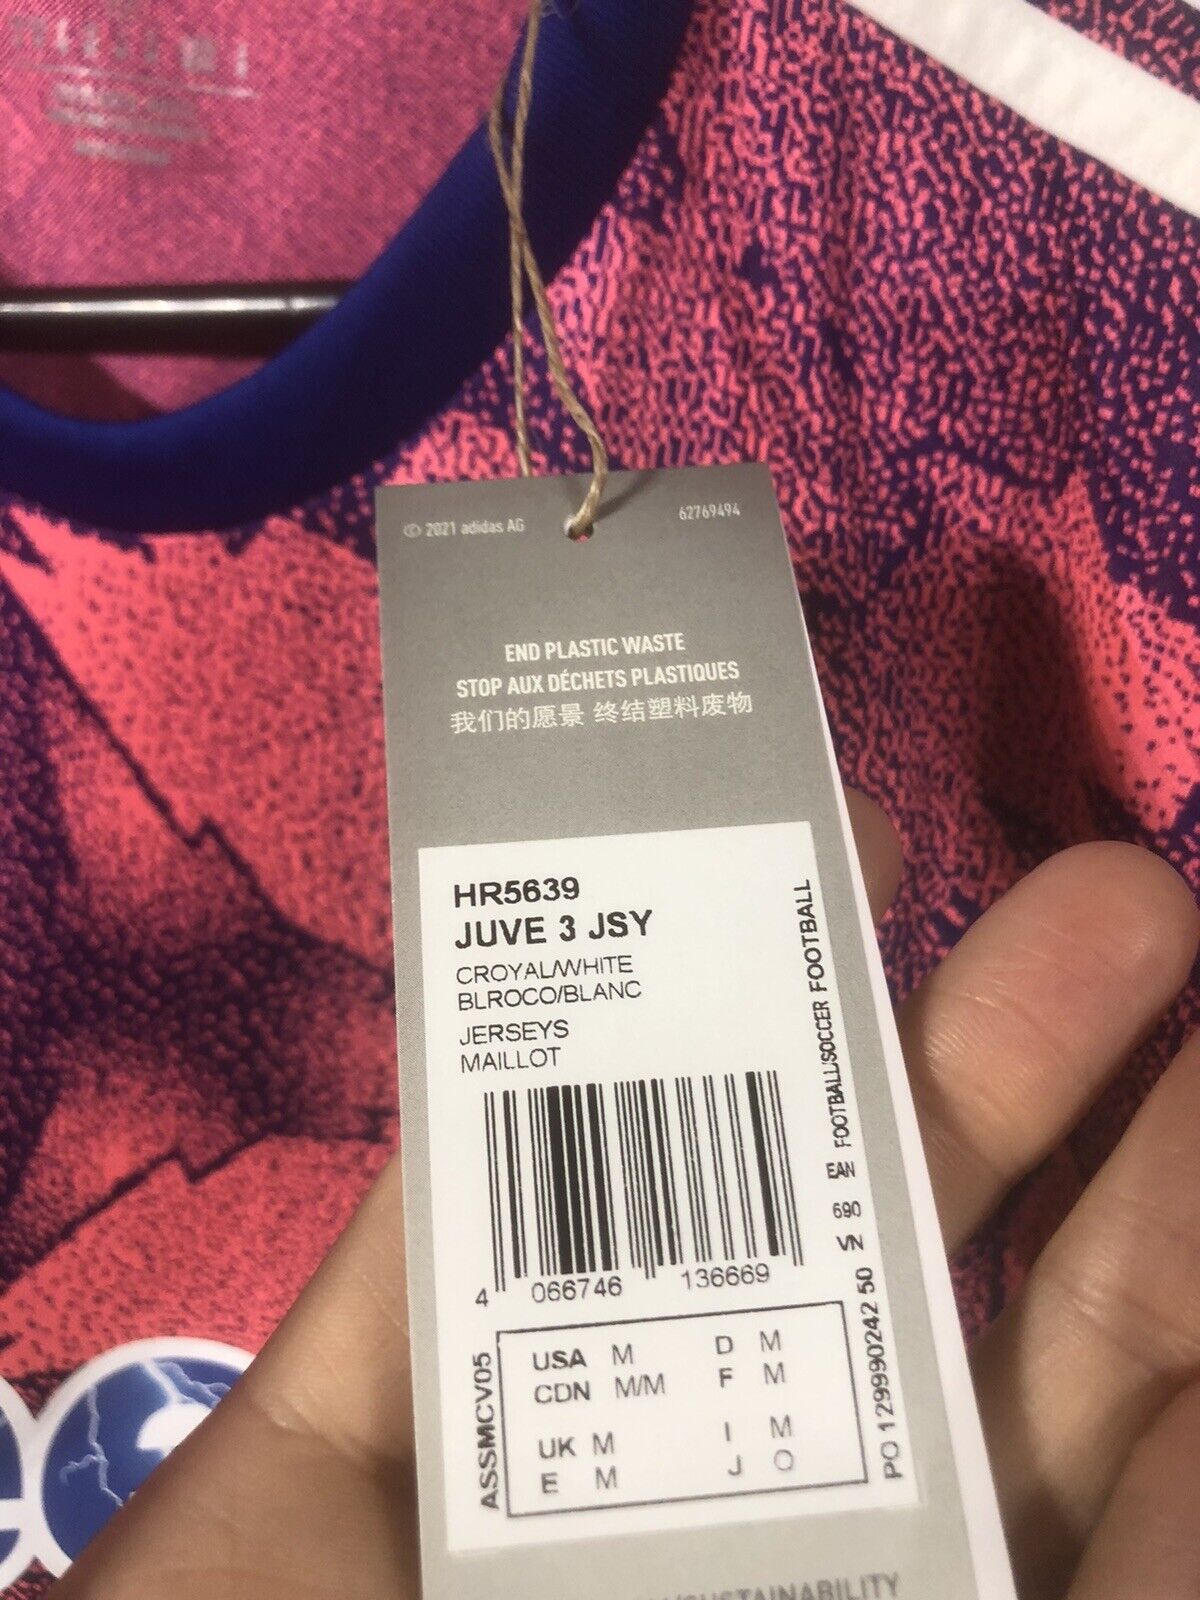 © 2021 adidas AG
62769494
END PLASTIC WASTE
STOP AUX DÉCHETS PLASTIQUES
我们的愿景 终结塑料废物
HR5639
JUVE 3 JSY
CROYAL/WHITE
BLROCO/BLANC
JERSEYS
MAILLOT
4 066746 136669
FOOTBALL/SOCCER FOOTBALL
EAN
690
VN
PO 129990242 50
ASSMCV05
USA M D M
CDN M/M F M
UK M I M
E M J O
/SUSTAINABILITY